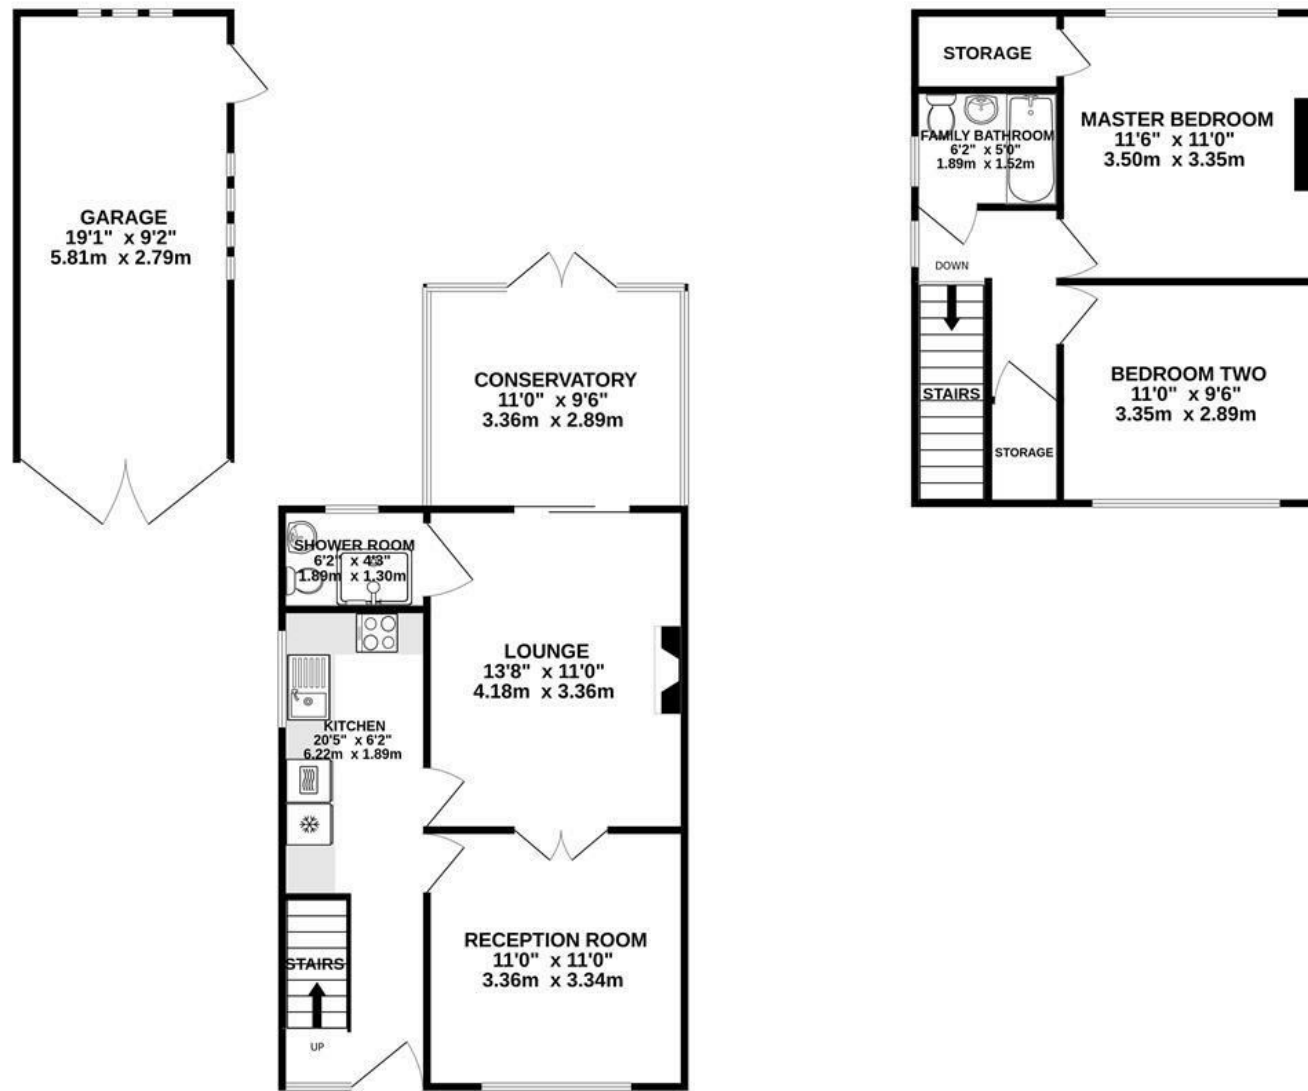 GARAGE
19'1" x 9'2"
5.81m x 2.79m
CONSERVATORY
11'0" x 9'6"
3.36m x 2.89m
SHOWER ROOM
6'2" x 4'3"
1.89m x 1.30m
LOUNGE
13'8" x 11'0"
4.18m x 3.36m
KITCHEN
20'5" x 6'2"
6.22m x 1.89m
RECEPTION ROOM
11'0" x 11'0"
3.36m x 3.34m
STAIRS
UP
STORAGE
MASTER BEDROOM
11'6" x 11'0"
3.50m x 3.35m
FAMILY BATHROOM
6'2" x 5'0"
1.89m x 1.52m
DOWN
STAIRS
BEDROOM TWO
11'0" x 9'6"
3.35m x 2.89m
STORAGE